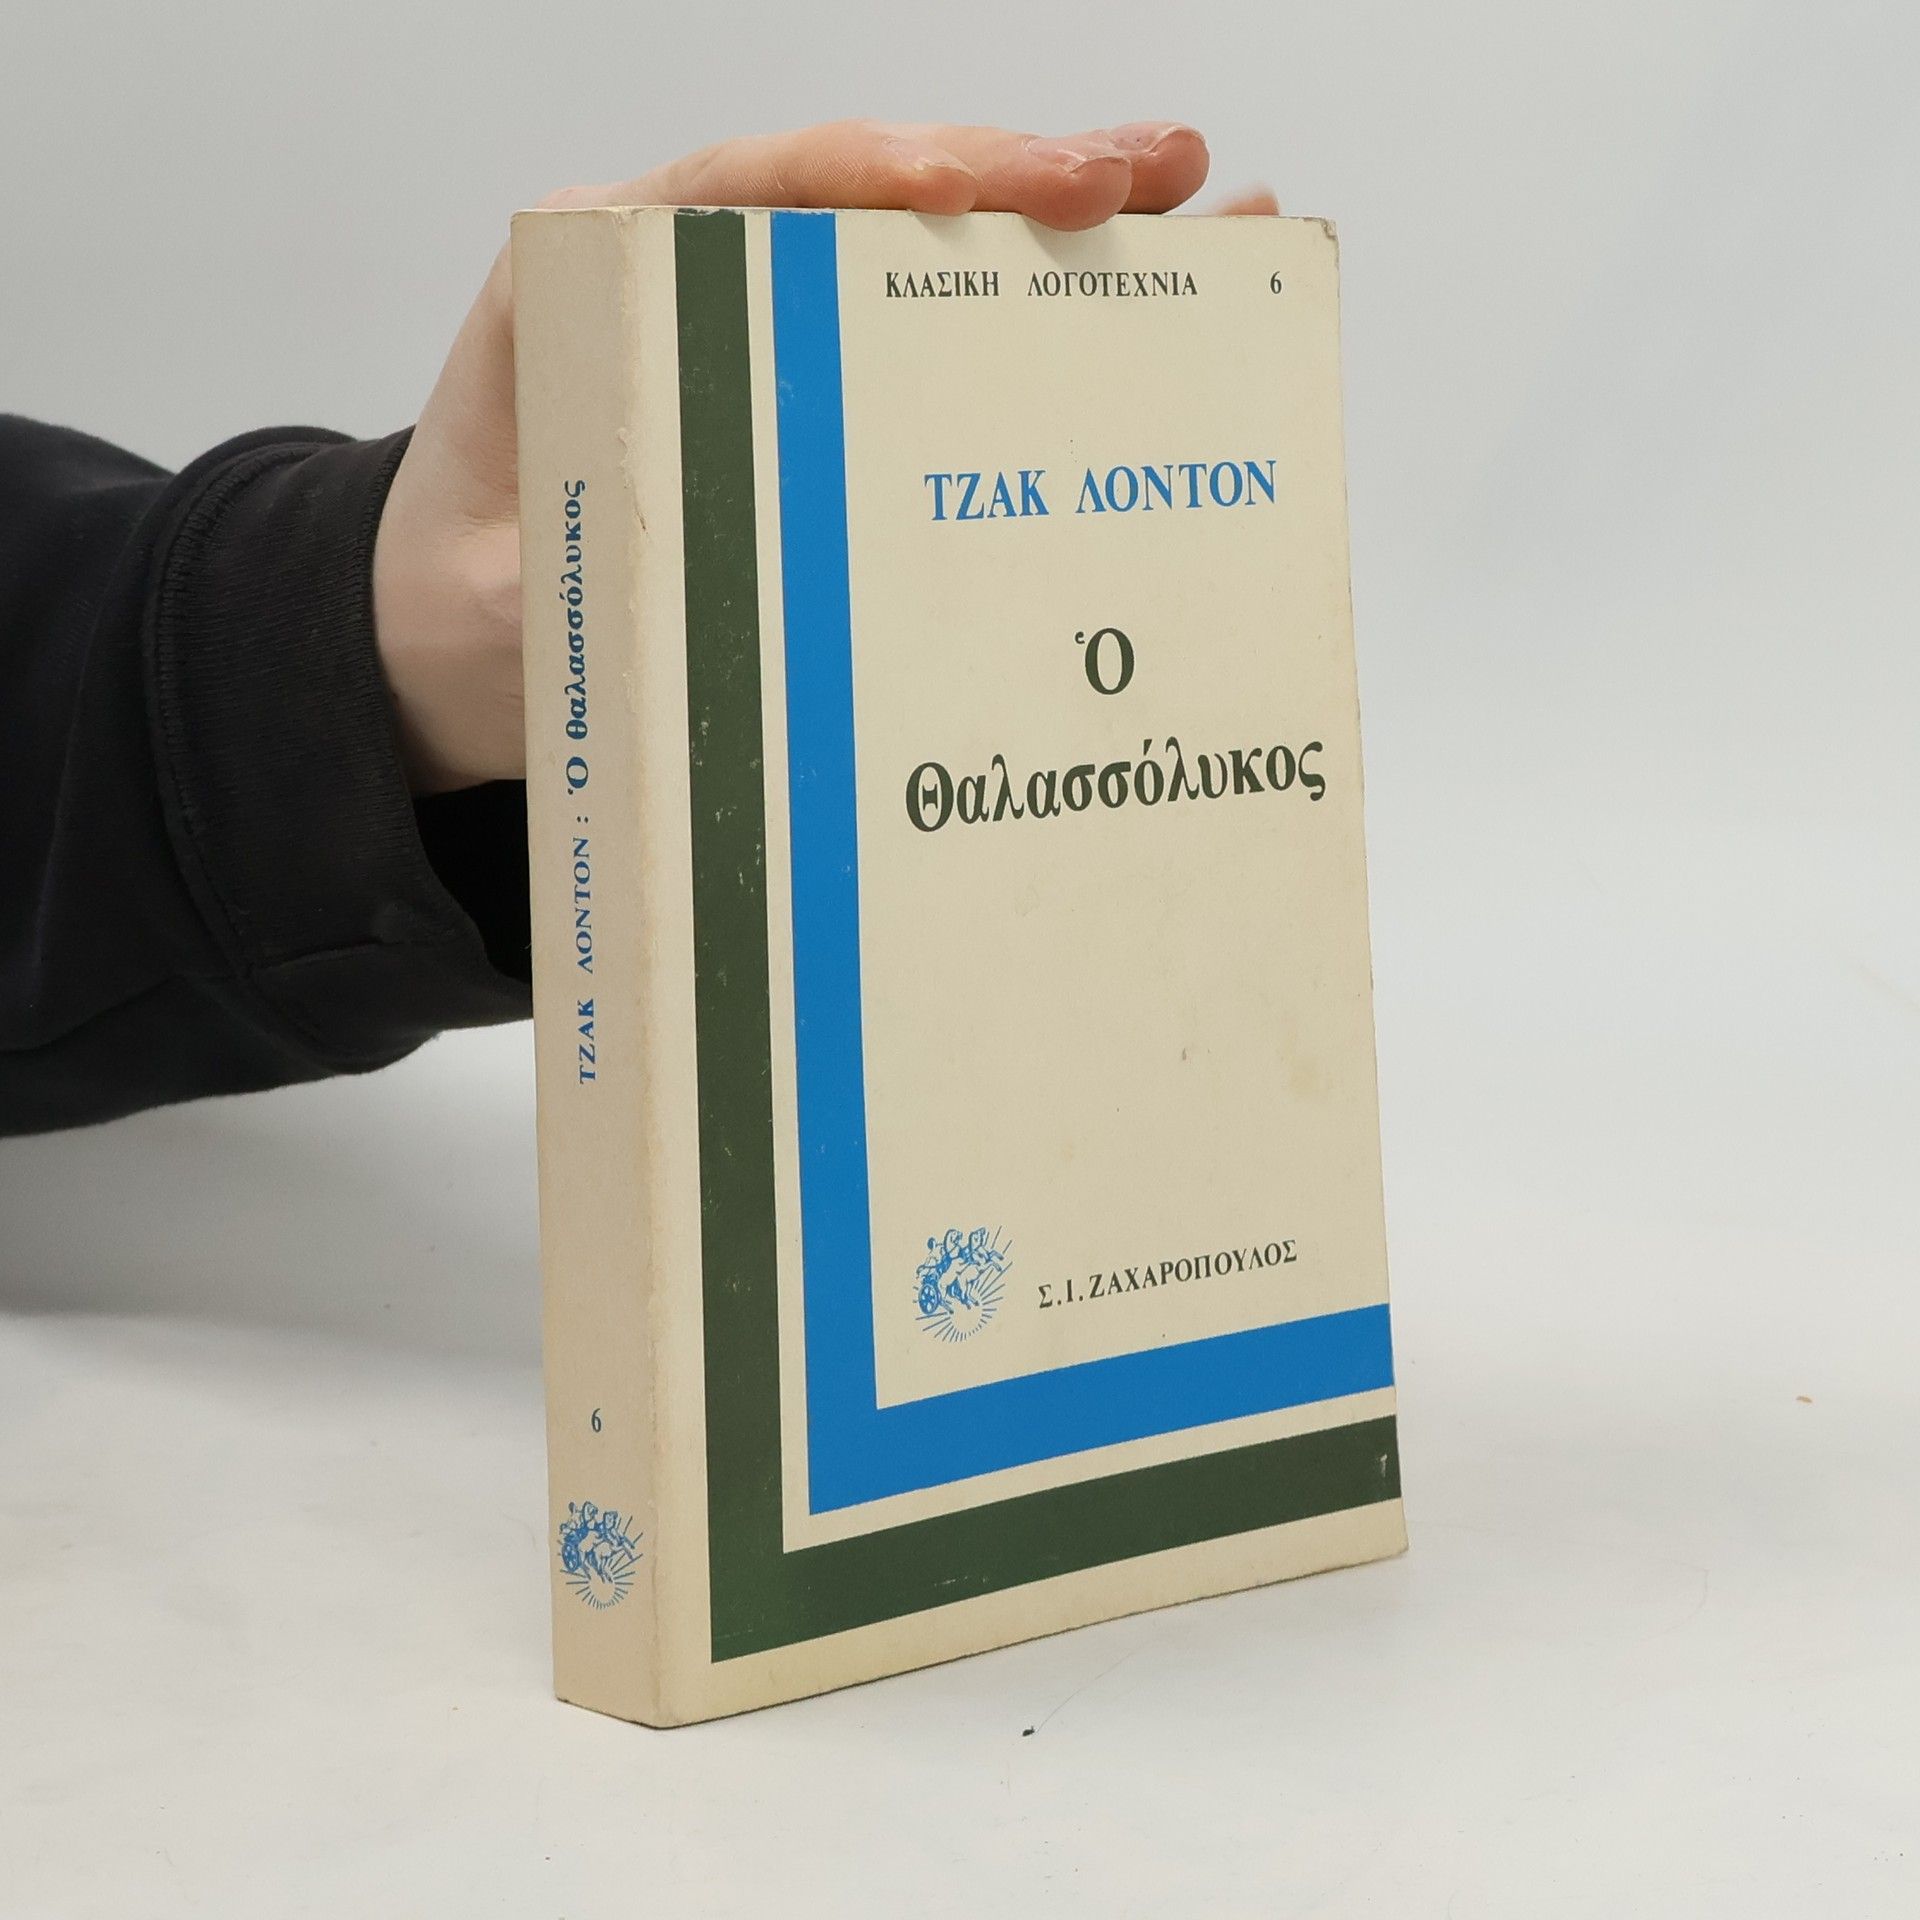 ΚΛΑΣΙΚΗ ΛΟΓΟΤΕΧΝΙΑ 6
ΤΖΑΚ ΛΟΝΤΟΝ
Ὁ
Θαλασσόλυκος
Σ.Ι. ΖΑΧΑΡΟΠΟΥΛΟΣ
ΤΖΑΚ ΛΟΝΤΟΝ : Ὁ θαλασσόλυκος
6